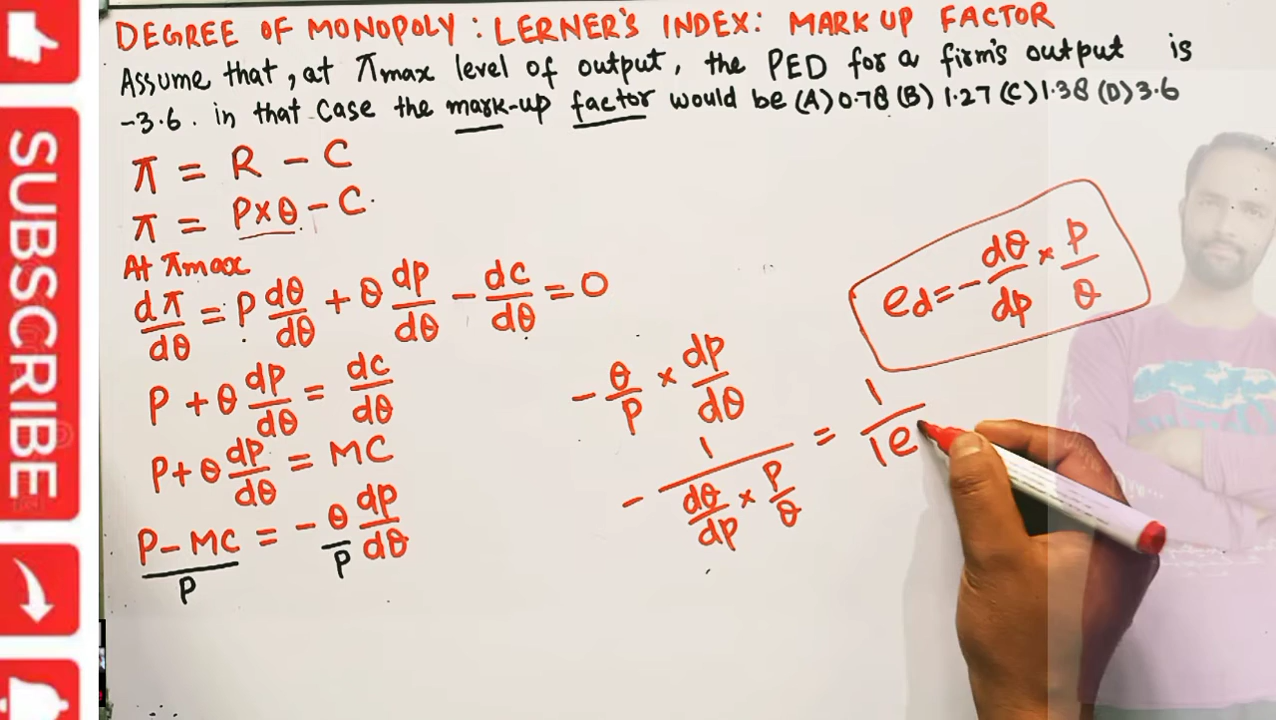 DEGREE OF MONOPOLY : LERNER'S INDEX: MARK UP FACTOR
Assume that, at πmax level of output, the PED for a firm's output is
-3.6. in that case the mark-up factor would be (A) 0.78 (B) 1.27 (C) 1.38 (D) 3.6
π = R - C
π = P×θ - C.
At πmax
dπ/dθ = P dθ/dθ + θ dp/dθ - dc/dθ = 0
P + θ dp/dθ = dc/dθ
P + θ dp/dθ = MC
P - MC / P = - θ/P dp/dθ
ed = - dθ/dp × P/θ
- θ/P × dp/dθ
- 1 / dθ/dp × P/θ = 1 / |e
SUBSCRIBE